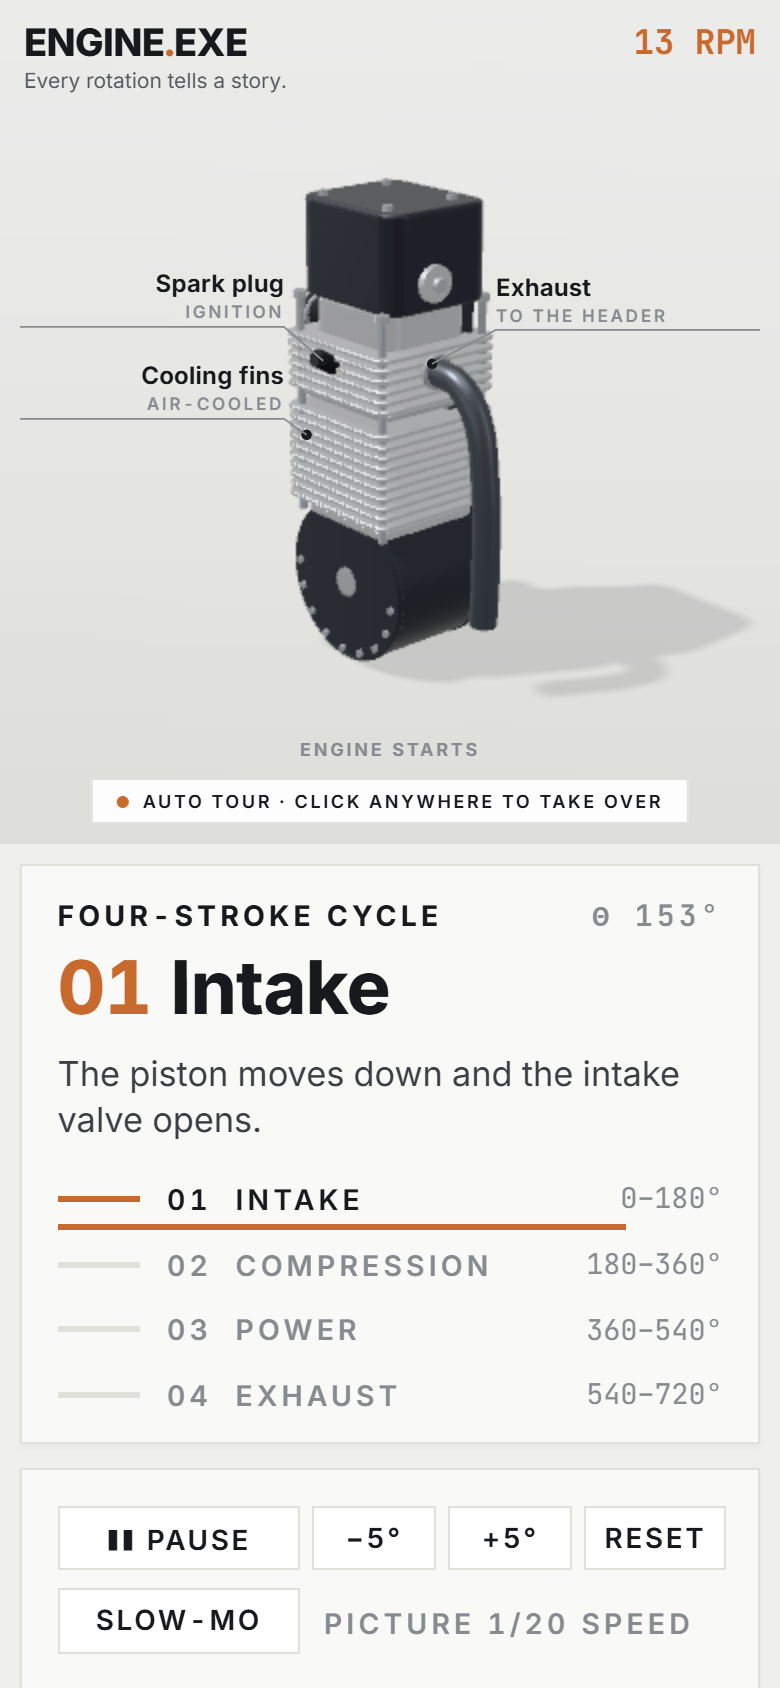 ENGINE.EXE
13 RPM
Every rotation tells a story.
Spark plug
IGNITION
Exhaust
TO THE HEADER
Cooling fins
AIR-COOLED
ENGINE STARTS
AUTO TOUR · CLICK ANYWHERE TO TAKE OVER
FOUR-STROKE CYCLE
Θ 153°
01 Intake
The piston moves down and the intake
valve opens.
01 INTAKE 0–180°
02 COMPRESSION 180–360°
03 POWER 360–540°
04 EXHAUST 540–720°
PAUSE
−5°
+5°
RESET
SLOW-MO
PICTURE 1/20 SPEED